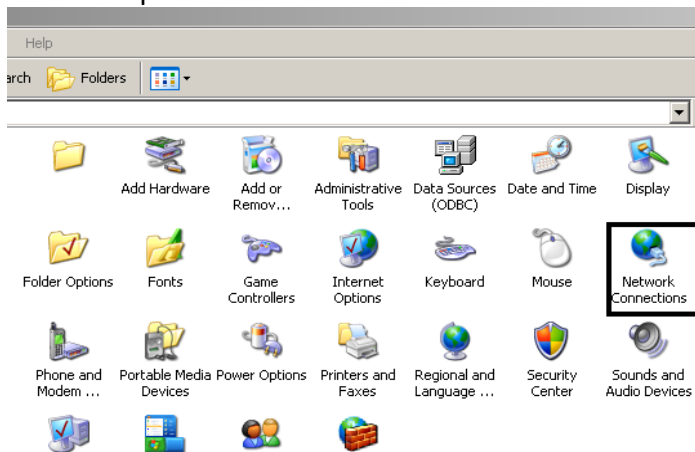 Help
arch Folders
Add Hardware Add or Administrative Data Sources Date and Time Display
Remov... Tools (ODBC)
Folder Options Fonts Game Internet Keyboard Mouse Network
Controllers Options Connections
Phone and Portable Media Power Options Printers and Regional and Security Sounds and
Modem ... Devices Faxes Language ... Center Audio Devices